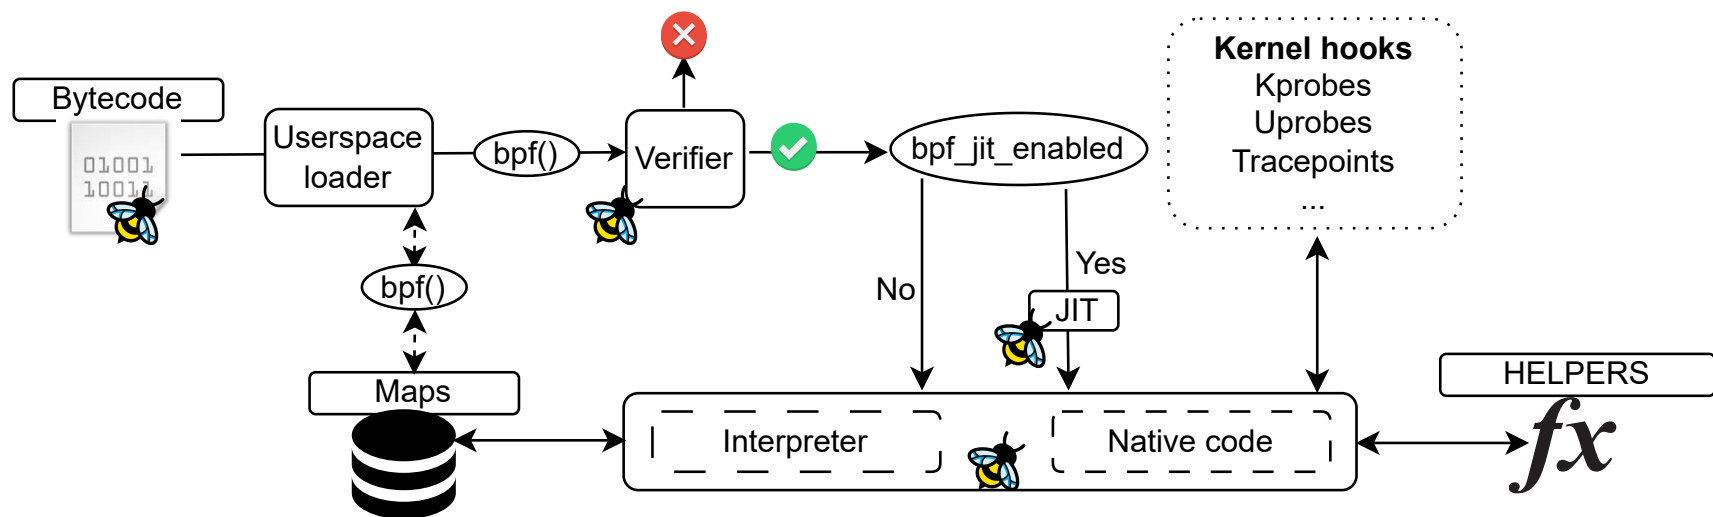 Bytecode
01001
10011
Userspace
loader
bpf()
Verifier
bpf_jit_enabled
Kernel hooks
Kprobes
Uprobes
Tracepoints
...
bpf()
No
Yes
JIT
Maps
Interpreter
Native code
HELPERS
fx